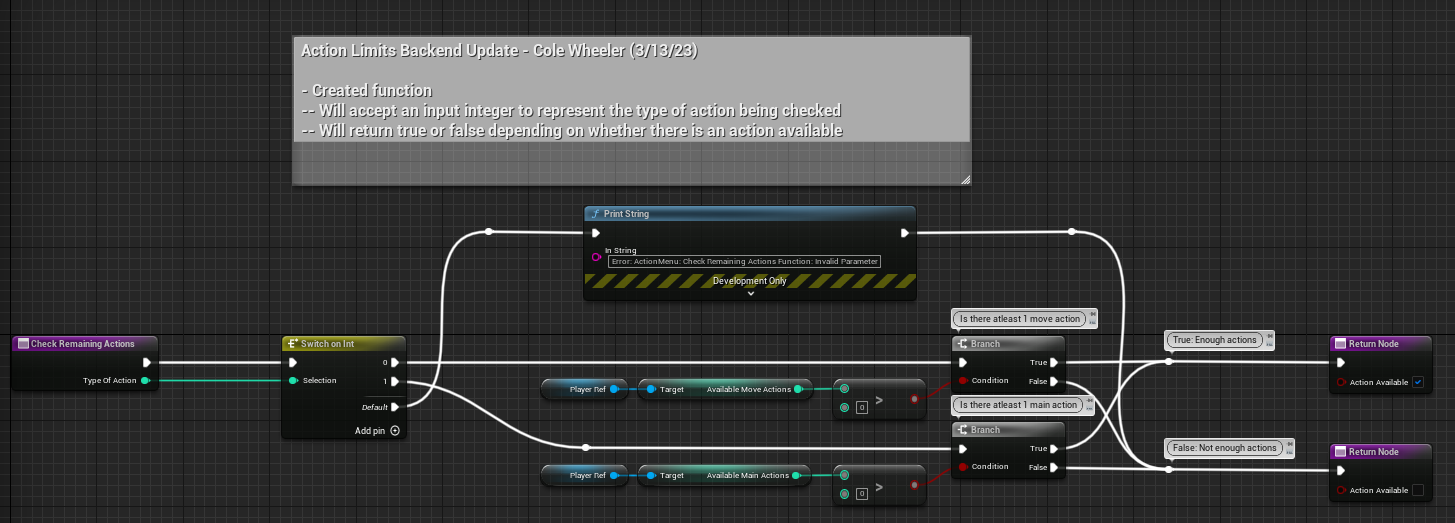 Action Limits Backend Update - Cole Wheeler (3/13/23)
- Created function
-- Will accept an input integer to represent the type of action being checked
-- Will return true or false depending on whether there is an action available
Print String
In String
Error: ActionMenu: Check Remaining Actions Function: Invalid Parameter
Development Only
Check Remaining Actions
Type Of Action
Switch on Int
Selection
0
1
Default
Add pin
Player Ref
Target
Available Move Actions
0
>
Is there atleast 1 move action
Branch
Condition
True
False
Player Ref
Target
Available Main Actions
0
>
Is there atleast 1 main action
Branch
Condition
True
False
True: Enough actions
Return Node
Action Available
False: Not enough actions
Return Node
Action Available